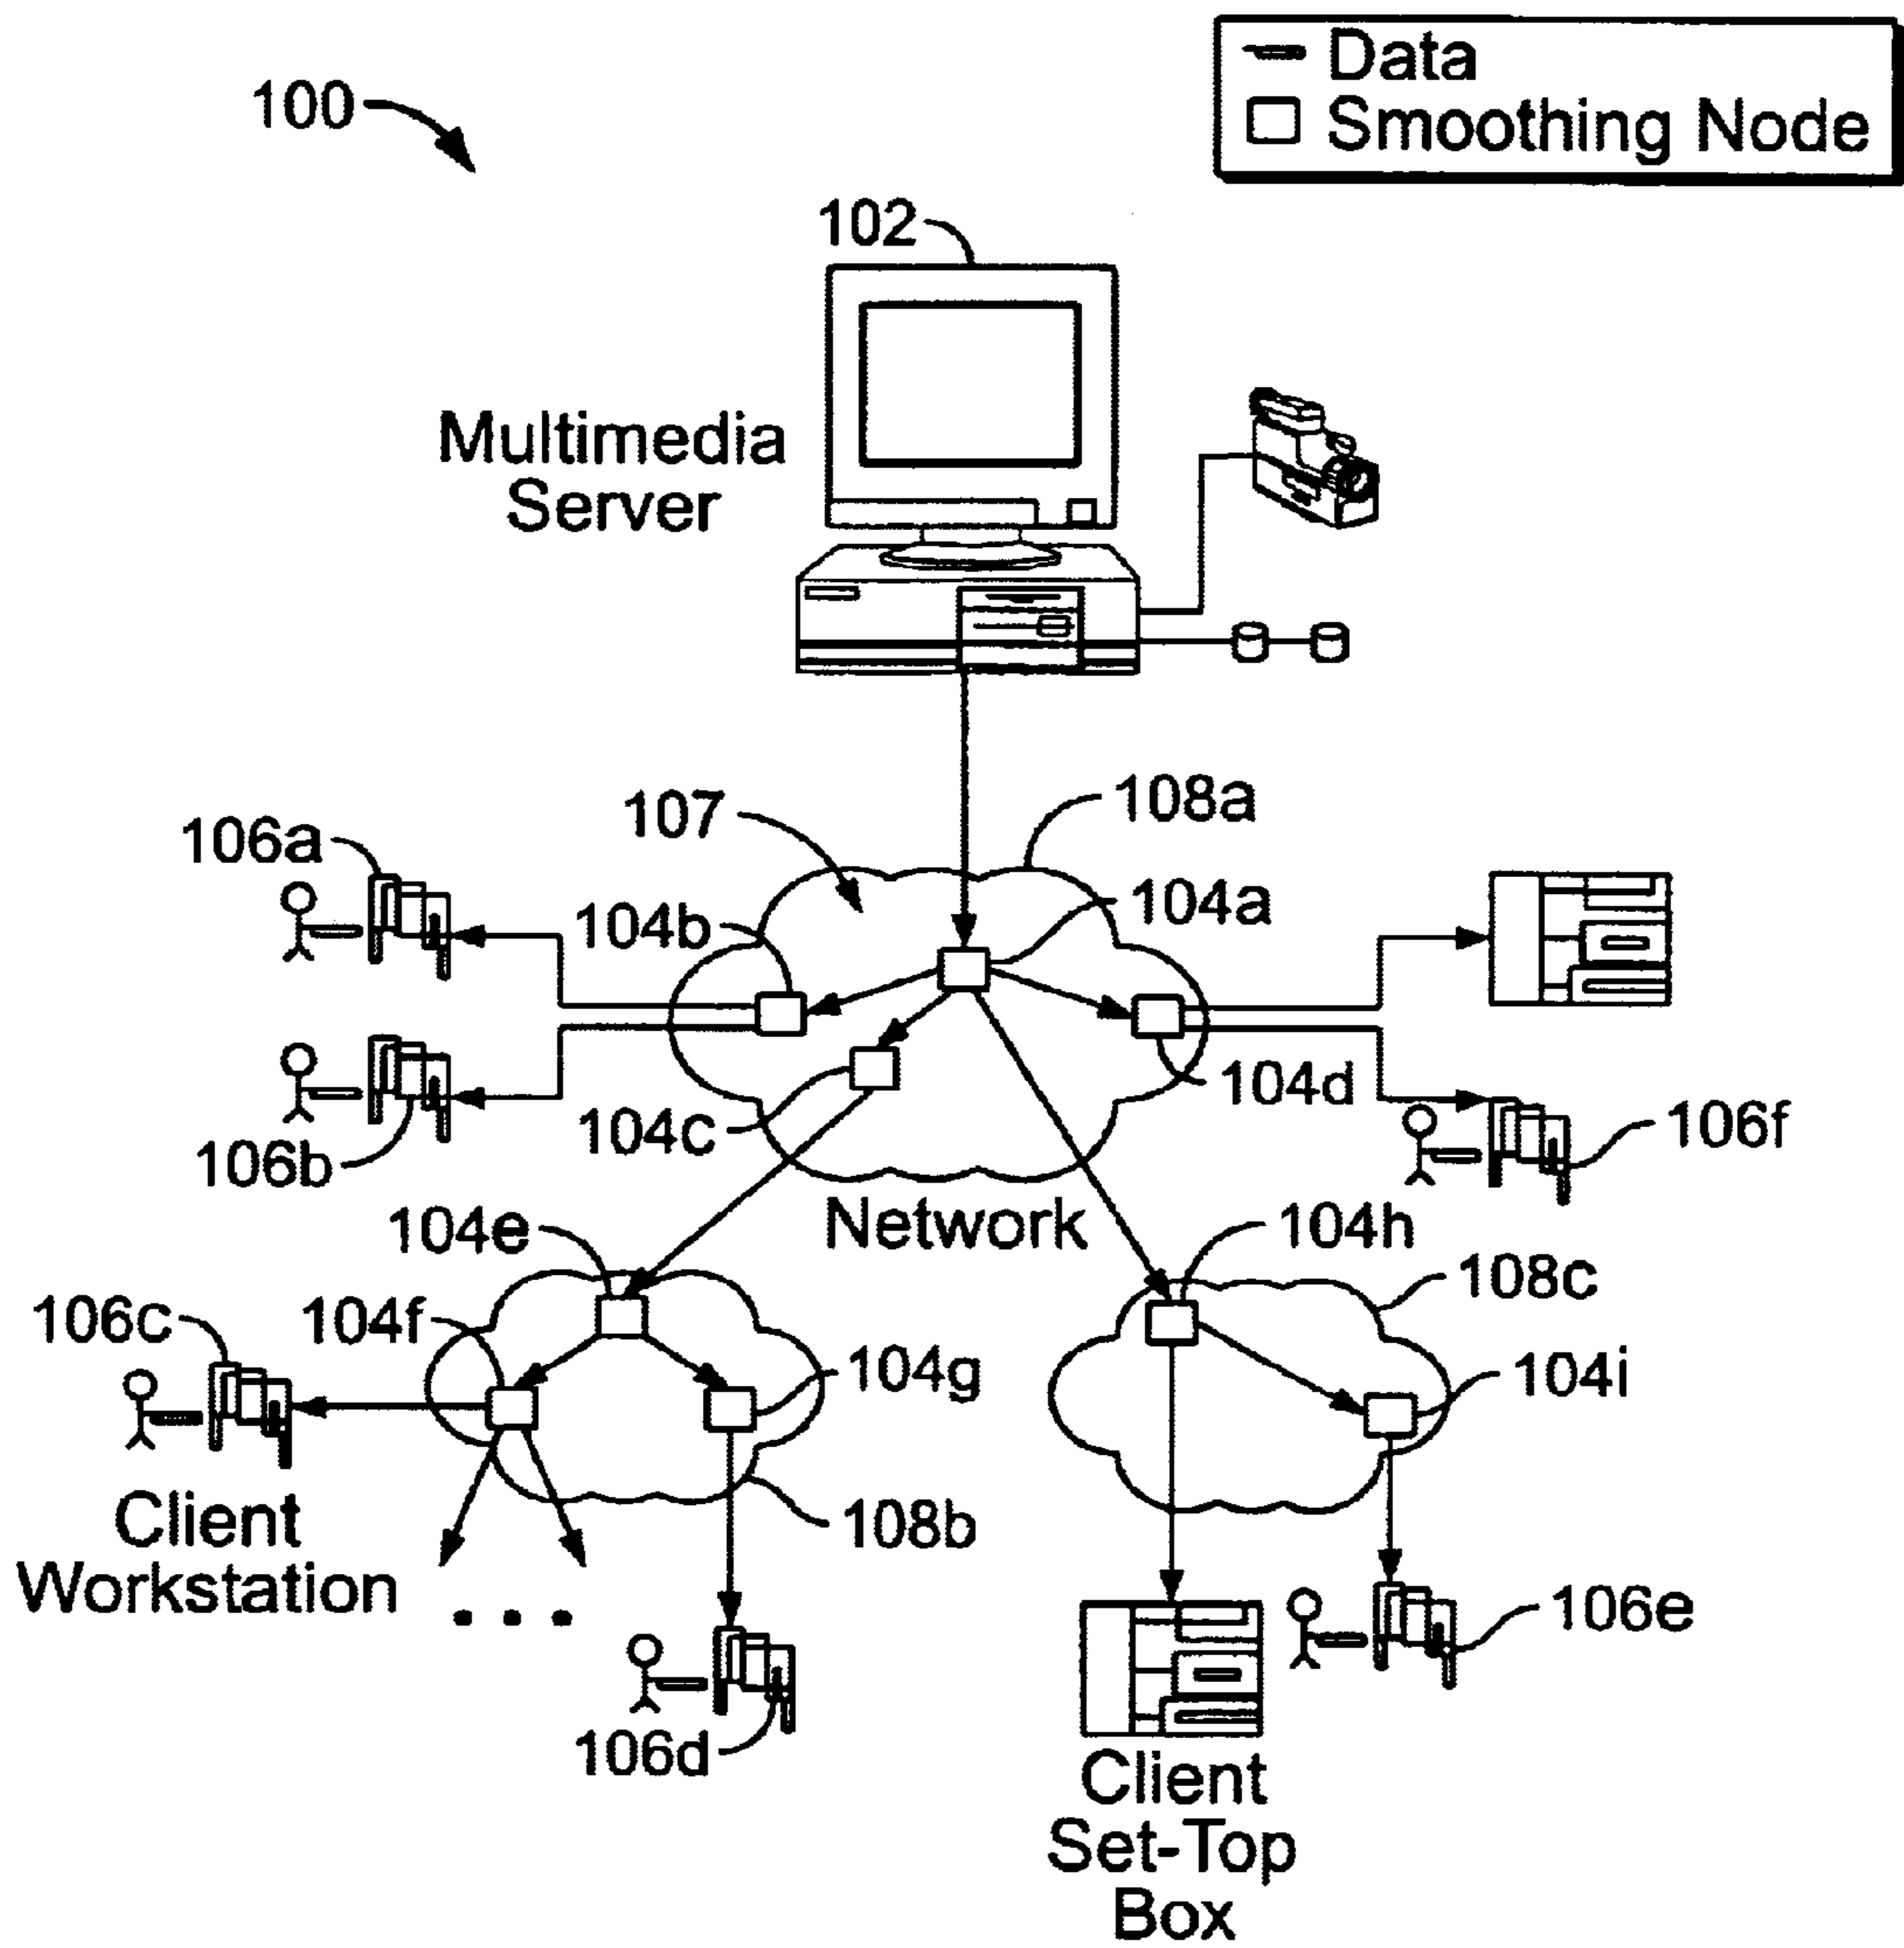 Data
Smoothing Node
100
102
Multimedia
Server
108a
107
106a
104a
104b
104d
104c
106b
106f
Network
104e
104h
108c
106c
104f
104g
104i
Client
Workstation
108b
106e
106d
Client
Set-Top
Box